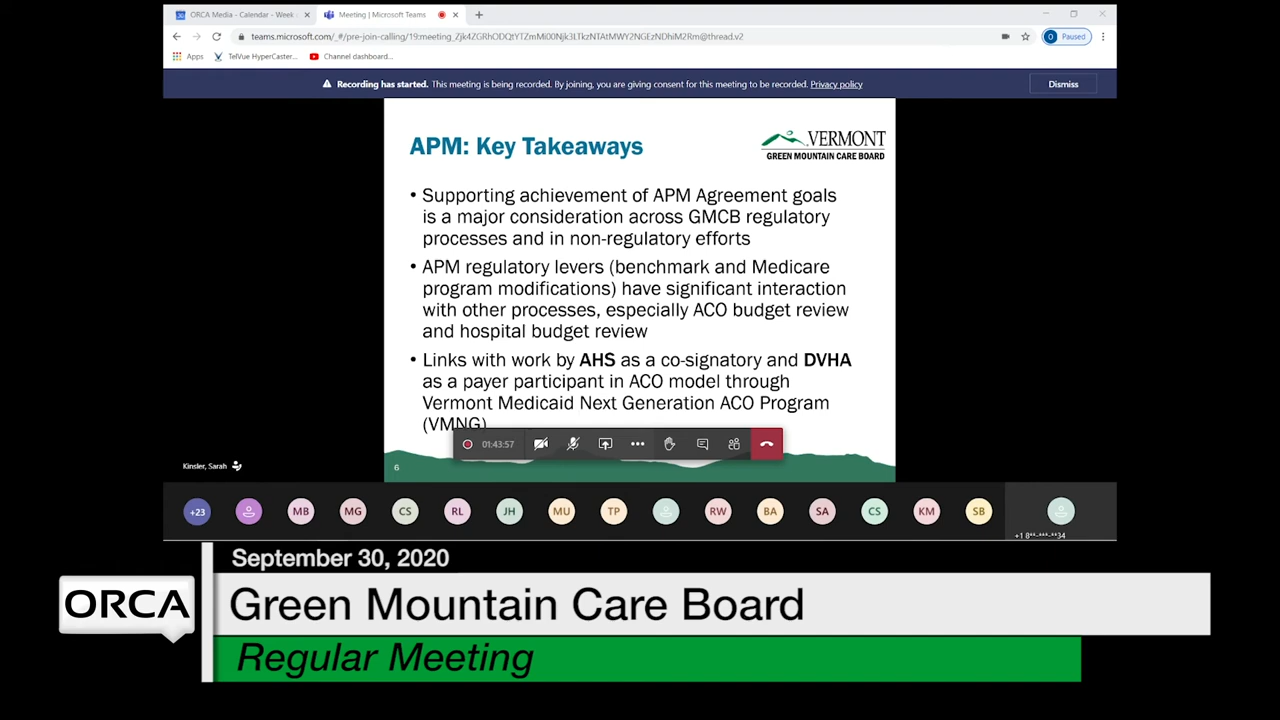 ORCA Media - Calendar - Week
Meeting | Microsoft Teams
teams.microsoft.com/_#/pre-join-calling/19:meeting_Zjk4ZGRhODQtYTZmMi00Njk3LTkzNTAtMWY2NGEzNDhiM2Rm@thread.v2
O Paused
Apps
TelVue HyperCaster...
Channel dashboard...
Recording has started. This meeting is being recorded. By joining, you are giving consent for this meeting to be recorded. Privacy policy
Dismiss
APM: Key Takeaways
VERMONT
GREEN MOUNTAIN CARE BOARD
• Supporting achievement of APM Agreement goals
is a major consideration across GMCB regulatory
processes and in non-regulatory efforts
• APM regulatory levers (benchmark and Medicare
program modifications) have significant interaction
with other processes, especially ACO budget review
and hospital budget review
• Links with work by AHS as a co-signatory and DVHA
as a payer participant in ACO model through
Vermont Medicaid Next Generation ACO Program
(VMNG)
01:43:57
Kinsler, Sarah
6
+23 MB MG CS RL JH MU TP RW BA SA CS KM SB
+1 8**-***-**34
September 30, 2020
ORCA
Green Mountain Care Board
Regular Meeting